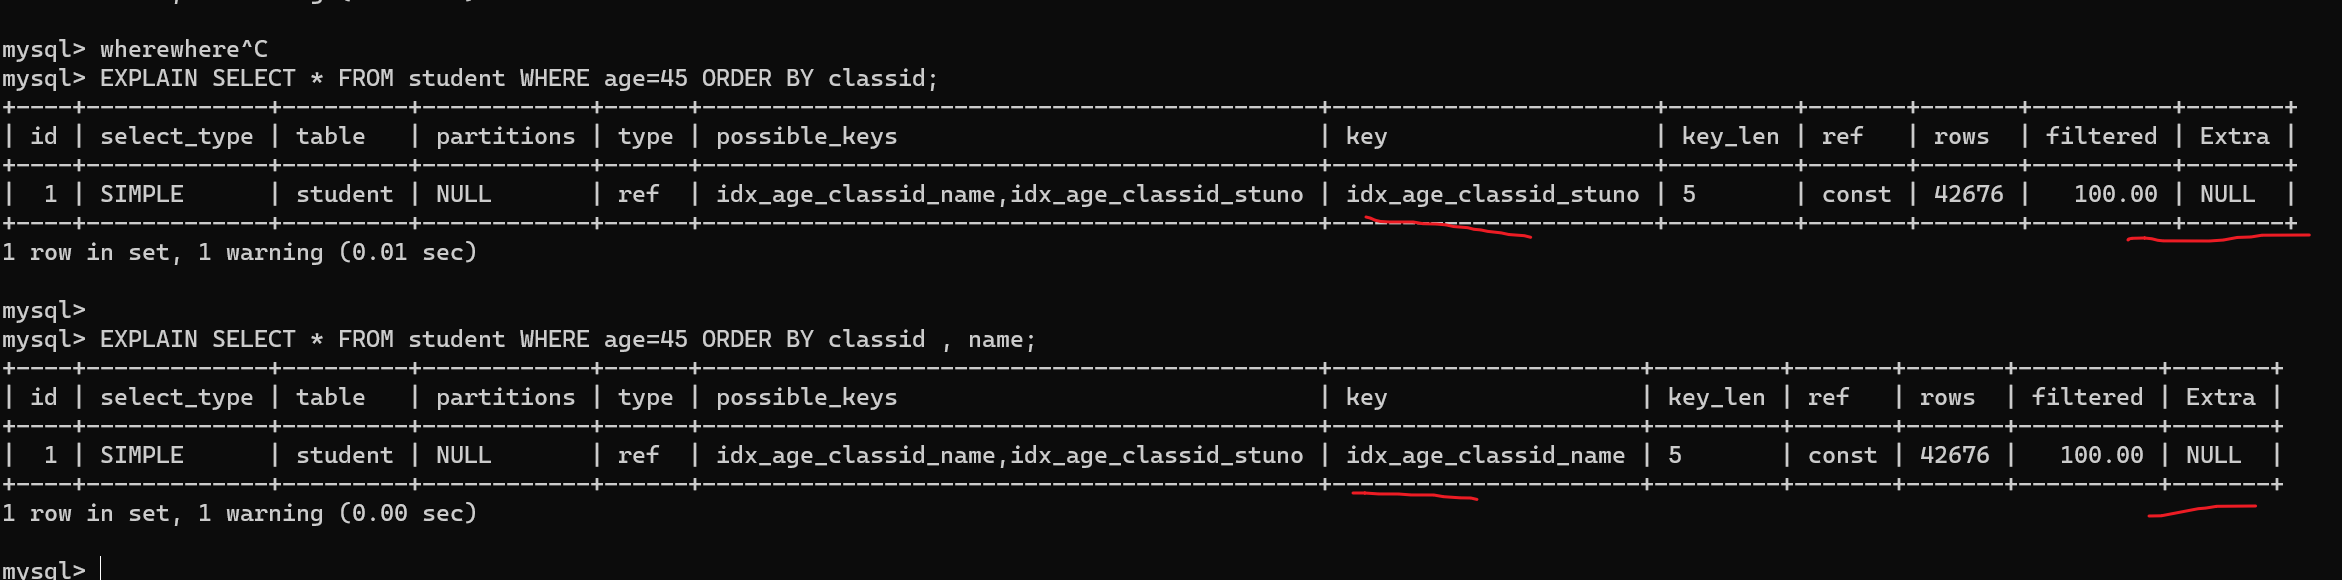 mysql> wherewhere^C
mysql> EXPLAIN SELECT * FROM student WHERE age=45 ORDER BY classid;
+----+-------------+---------+------------+------+--------------------------------------------+-----------------------+---------+-------+-------+----------+-------+
| id | select_type | table   | partitions | type | possible_keys                              | key                   | key_len | ref   | rows  | filtered | Extra |
+----+-------------+---------+------------+------+--------------------------------------------+-----------------------+---------+-------+-------+----------+-------+
|  1 | SIMPLE      | student | NULL       | ref  | idx_age_classid_name,idx_age_classid_stuno | idx_age_classid_stuno | 5       | const | 42676 |   100.00 | NULL  |
+----+-------------+---------+------------+------+--------------------------------------------+-----------------------+---------+-------+-------+----------+-------+
1 row in set, 1 warning (0.01 sec)
mysql>
mysql> EXPLAIN SELECT * FROM student WHERE age=45 ORDER BY classid , name;
+----+-------------+---------+------------+------+--------------------------------------------+----------------------+---------+-------+-------+----------+-------+
| id | select_type | table   | partitions | type | possible_keys                              | key                  | key_len | ref   | rows  | filtered | Extra |
+----+-------------+---------+------------+------+--------------------------------------------+----------------------+---------+-------+-------+----------+-------+
|  1 | SIMPLE      | student | NULL       | ref  | idx_age_classid_name,idx_age_classid_stuno | idx_age_classid_name | 5       | const | 42676 |   100.00 | NULL  |
+----+-------------+---------+------------+------+--------------------------------------------+----------------------+---------+-------+-------+----------+-------+
1 row in set, 1 warning (0.00 sec)
mysql>